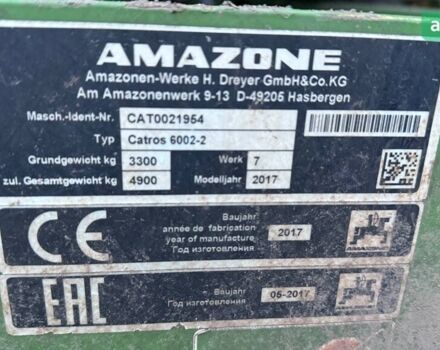 a
AMAZONE
Amazonen-Werke H. Dreyer GmbH&Co.KG
Am Amazonenwerk 9-13 D-49205 Hasbergen
Masch.-Ident-Nr. CAT0021954
Typ Catros 6002-2
Grundgewicht kg 3300 Werk 7
zul. Gesamtgewicht kg 4900 Modelljahr 2017
CE
Baujahr
année de fabrication
year of manufacture
Год изготовления
2017
AMAZONE
EAC
Baujahr
Год изготовления
05-2017